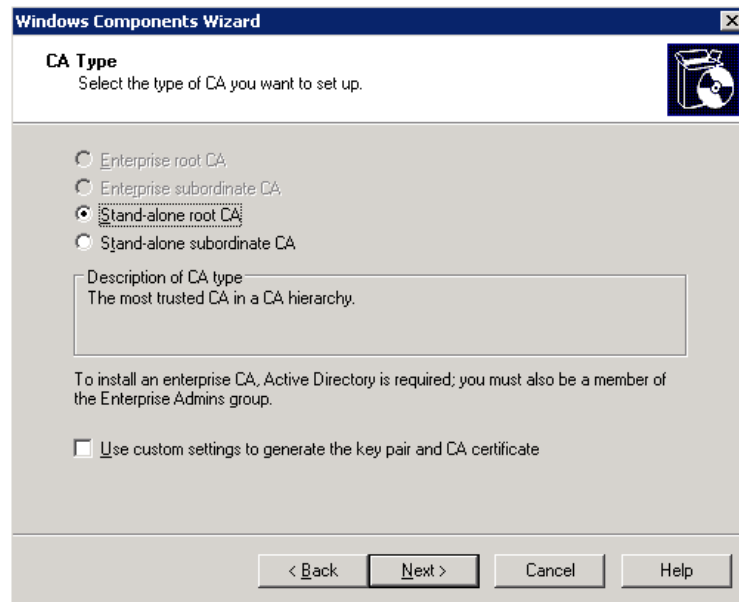 Windows Components Wizard
CA Type
Select the type of CA you want to set up.
Enterprise root CA
Enterprise subordinate CA
Stand-alone root CA
Stand-alone subordinate CA
Description of CA type
The most trusted CA in a CA hierarchy.
To install an enterprise CA, Active Directory is required; you must also be a member of
the Enterprise Admins group.
Use custom settings to generate the key pair and CA certificate
< Back Next > Cancel Help